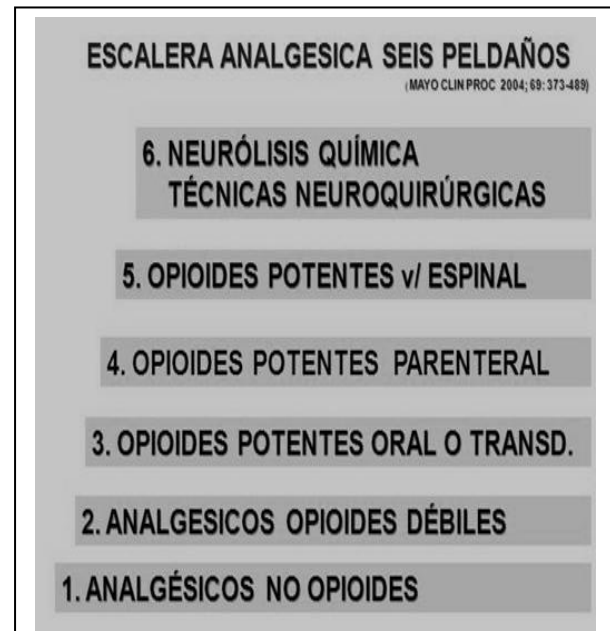 ESCALERA ANALGESICA SEIS PELDAÑOS
(MAYO CLIN PROC 2004; 69: 373-489)
6. NEURÓLISIS QUÍMICA
TÉCNICAS NEUROQUIRÚRGICAS
5. OPIOIDES POTENTES v/ ESPINAL
4. OPIOIDES POTENTES PARENTERAL
3. OPIOIDES POTENTES ORAL O TRANSD.
2. ANALGESICOS OPIOIDES DÉBILES
1. ANALGÉSICOS NO OPIOIDES